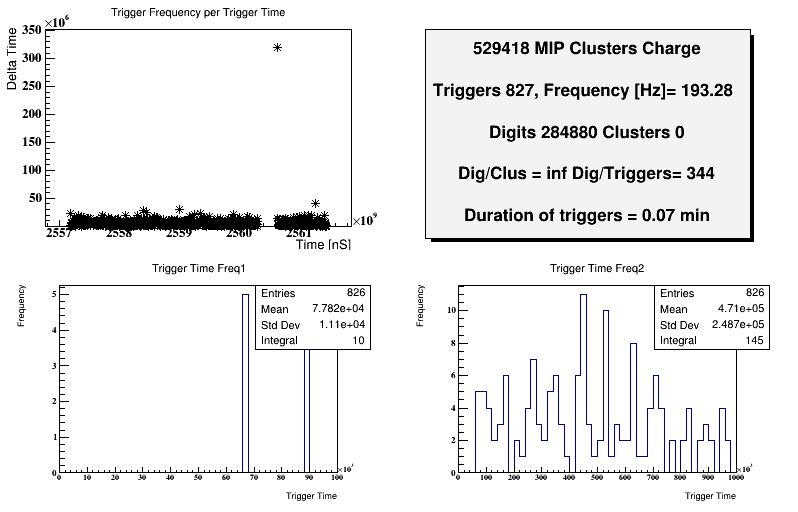 Trigger Frequency per Trigger Time
×10⁶
Delta Time
350
300
250
200
150
100
50
2557 2558 2559 2560 2561
×10⁹
Time [nS]
529418 MIP Clusters Charge
Triggers 827, Frequency [Hz]= 193.28
Digits 284880 Clusters 0
Dig/Clus = inf Dig/Triggers= 344
Duration of triggers = 0.07 min
Trigger Time Freq1
Frequency
Entries 826
Mean 7.782e+04
Std Dev 1.11e+04
Integral 10
5
4
3
2
1
0
0 10 20 30 40 50 60 70 80 90 100
×10³
Trigger Time
Trigger Time Freq2
Frequency
Entries 826
Mean 4.71e+05
Std Dev 2.487e+05
Integral 145
10
8
6
4
2
0
0 100 200 300 400 500 600 700 800 900 1000
×10³
Trigger Time